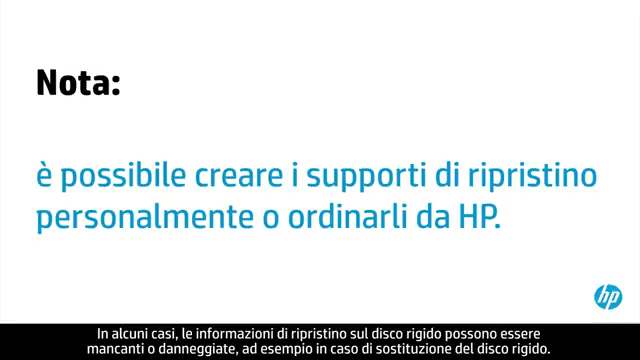 Nota:
è possibile creare i supporti di ripristino
personalmente o ordinarli da HP.
hp
In alcuni casi, le informazioni di ripristino sul disco rigido possono essere
mancanti o danneggiate, ad esempio in caso di sostituzione del disco rigido.